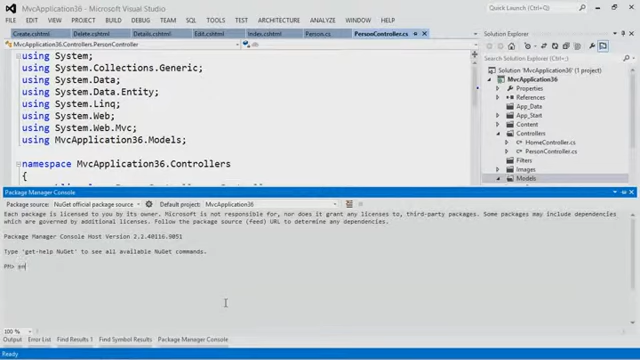 MvcApplication36 - Microsoft Visual Studio
Quick Launch (Ctrl+Q)
FILE EDIT VIEW PROJECT BUILD DEBUG TEAM SQL TOOLS TEST ARCHITECTURE ANALYZE WINDOW HELP
Create.cshtml Delete.cshtml Details.cshtml Edit.cshtml Index.cshtml Person.cs PersonController.cs
MvcApplication36.Controllers.PersonController
db
using System;
using System.Collections.Generic;
using System.Data;
using System.Data.Entity;
using System.Linq;
using System.Web;
using System.Web.Mvc;
using MvcApplication36.Models;
namespace MvcApplication36.Controllers
{
Solution Explorer
Search Solution Explorer (Ctrl+;)
Solution 'MvcApplication36' (1 project)
MvcApplication36
Properties
References
App_Data
App_Start
Content
Controllers
HomeController.cs
PersonController.cs
Filters
Images
Models
Package Manager Console
Package source: NuGet official package source Default project: MvcApplication36
Each package is licensed to you by its owner. Microsoft is not responsible for, nor does it grant any licenses to, third-party packages. Some packages may include dependencies
which are governed by additional licenses. Follow the package source (feed) URL to determine any dependencies.
Package Manager Console Host Version 2.2.40116.9051
Type 'get-help NuGet' to see all available NuGet commands.
PM> en
100 %
Output Error List Find Results 1 Find Symbol Results Package Manager Console
Ready